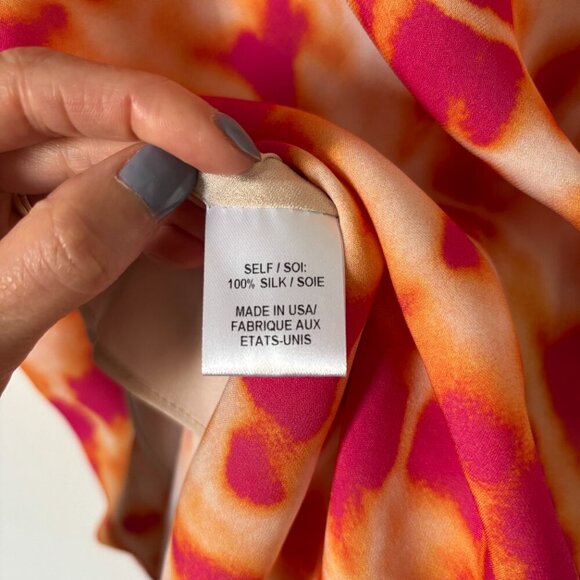 SELF / SOI:
100% SILK / SOIE
MADE IN USA/
FABRIQUE AUX
ETATS-UNIS